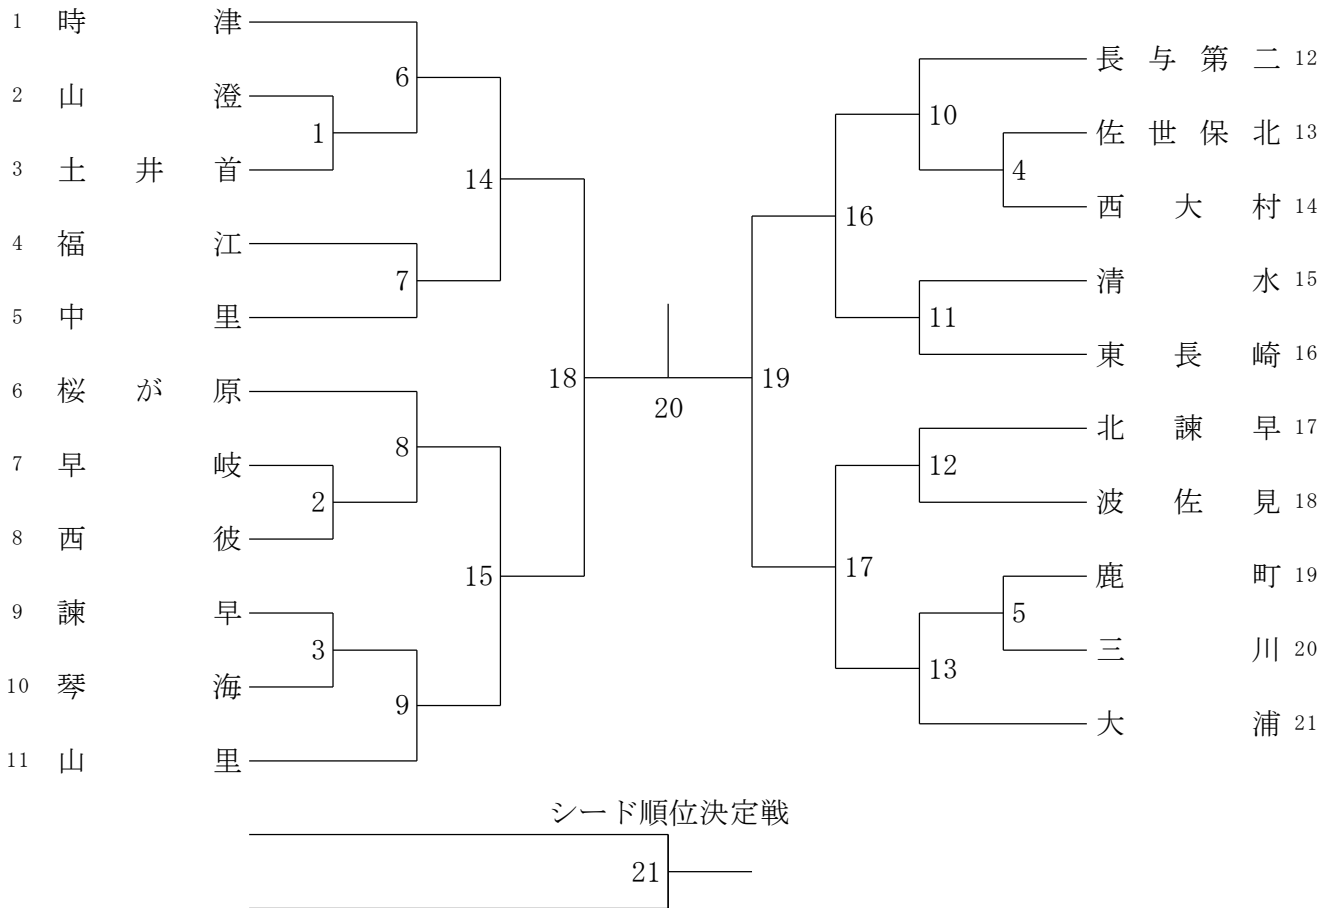 1 時津
2 山澄
3 土井首
4 福江
5 中里
6 桜が原
7 早岐
8 西彼
9 諫早
10 琴海
11 山里
6
1
14
7
18
8
2
15
3
9
20
長与第二 12
佐世保北 13
西大村 14
清水 15
東長崎 16
北諫早 17
波佐見 18
鹿町 19
三川 20
大浦 21
10
4
16
11
19
12
17
5
13
シード順位決定戦
21